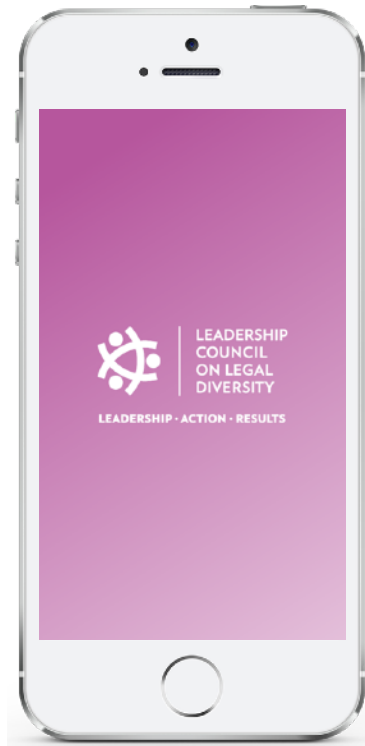 LEADERSHIP
COUNCIL
ON LEGAL
DIVERSITY
LEADERSHIP · ACTION · RESULTS